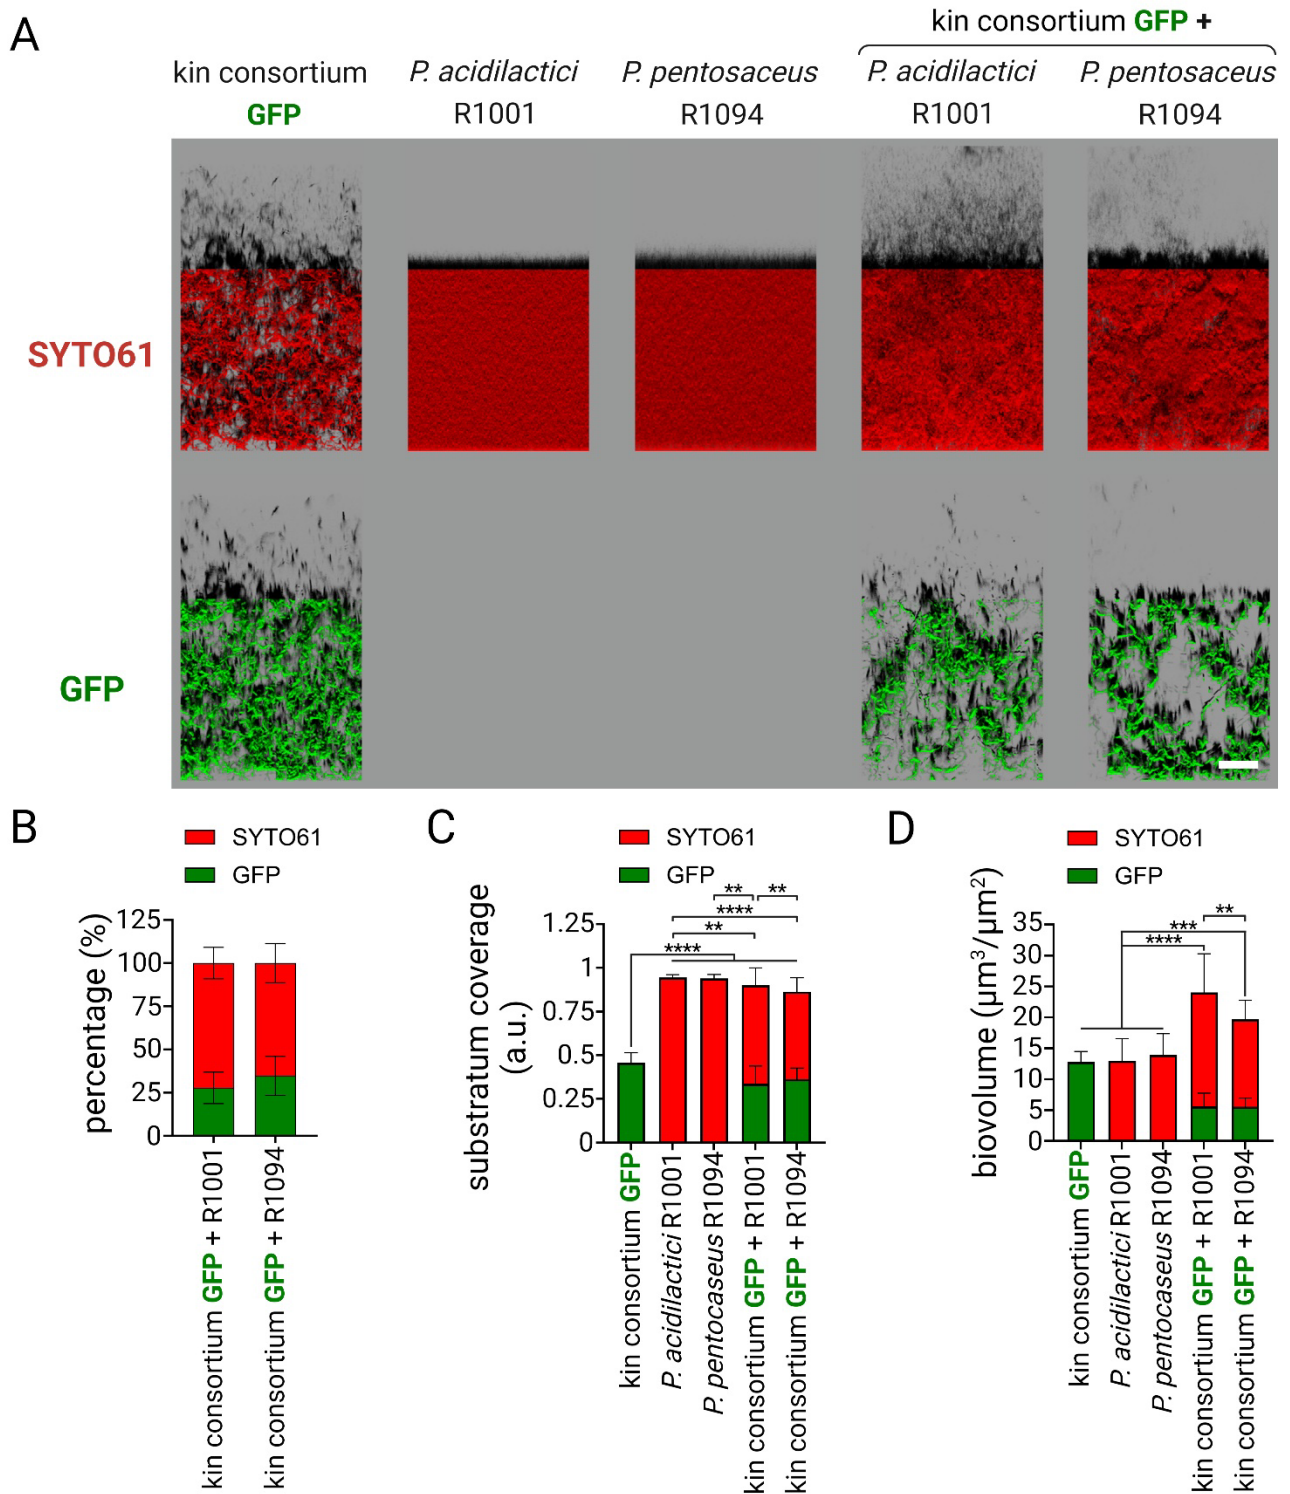 A
kin consortium GFP +
kin consortium
GFP
P. acidilactici
R1001
P. pentosaceus
R1094
P. acidilactici
R1001
P. pentosaceus
R1094
SYTO61
GFP
B
SYTO61
GFP
percentage (%)
125
100
75
50
25
0
kin consortium GFP + R1001
kin consortium GFP + R1094
C
SYTO61
GFP
substratum coverage
(a.u.)
** **
****
**
****
1.25
1
0.75
0.5
0.25
0
kin consortium GFP
P. acidilactici R1001
P. pentocaseus R1094
kin consortium GFP + R1001
kin consortium GFP + R1094
D
SYTO61
GFP
biovolume (µm³/µm²)
**
***
****
35
30
25
20
15
10
5
0
kin consortium GFP
P. acidilactici R1001
P. pentocaseus R1094
kin consortium GFP + R1001
kin consortium GFP + R1094